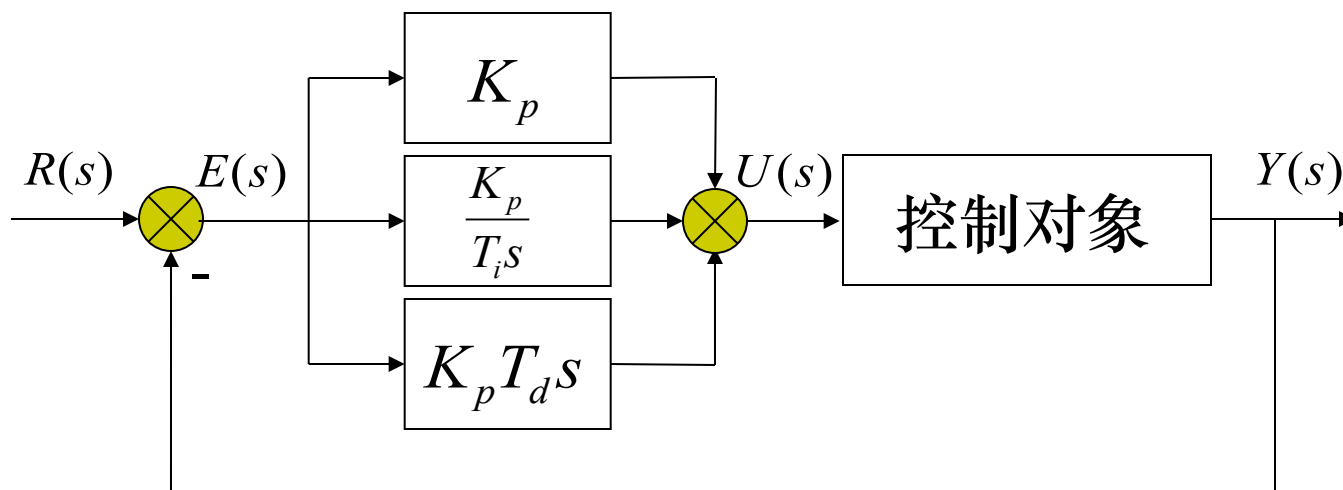 K_p
R(s)
E(s)
K_p
T_i s
U(s)
控制对象
Y(s)
-
K_p T_d s